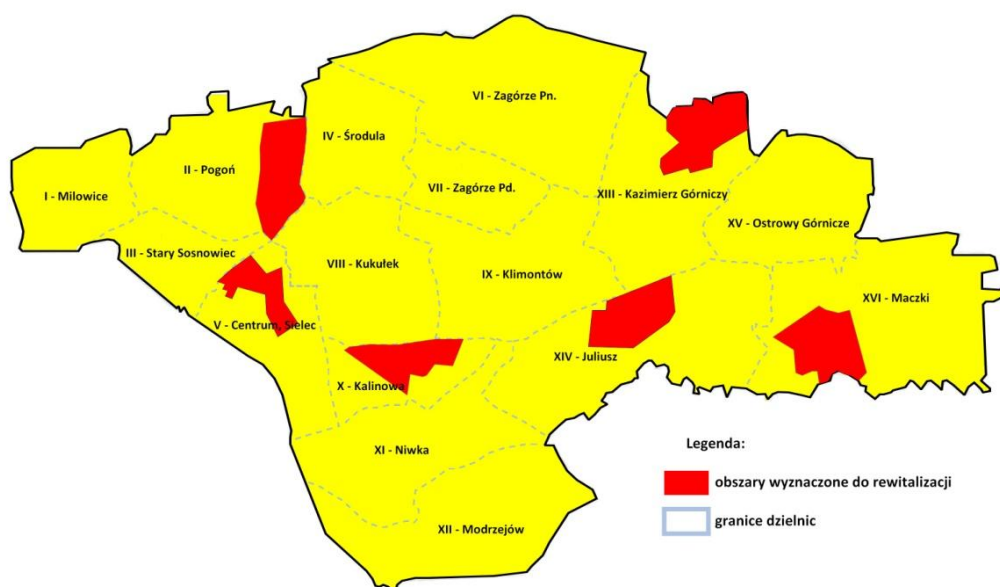 VI - Zagórze Pn.
IV - Środula
II - Pogoń
VII - Zagórze Pd.
I - Milowice
XIII - Kazimierz Górniczy
XV - Ostrowy Górnicze
III - Stary Sosnowiec
VIII - Kukułek
IX - Klimontów
XVI - Maczki
V - Centrum, Sielec
XIV - Juliusz
X - Kalinowa
XI - Niwka
XII - Modrzejów
Legenda:
obszary wyznaczone do rewitalizacji
granice dzielnic